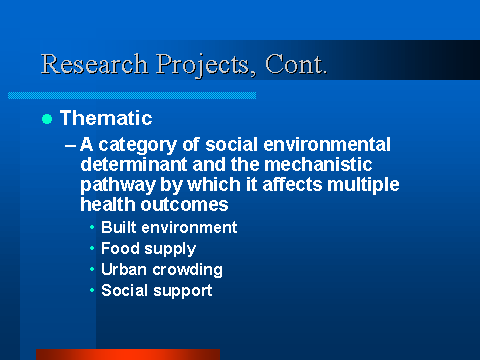 Research Projects, Cont.
Thematic
– A category of social environmental
determinant and the mechanistic
pathway by which it affects multiple
health outcomes
• Built environment
• Food supply
• Urban crowding
• Social support